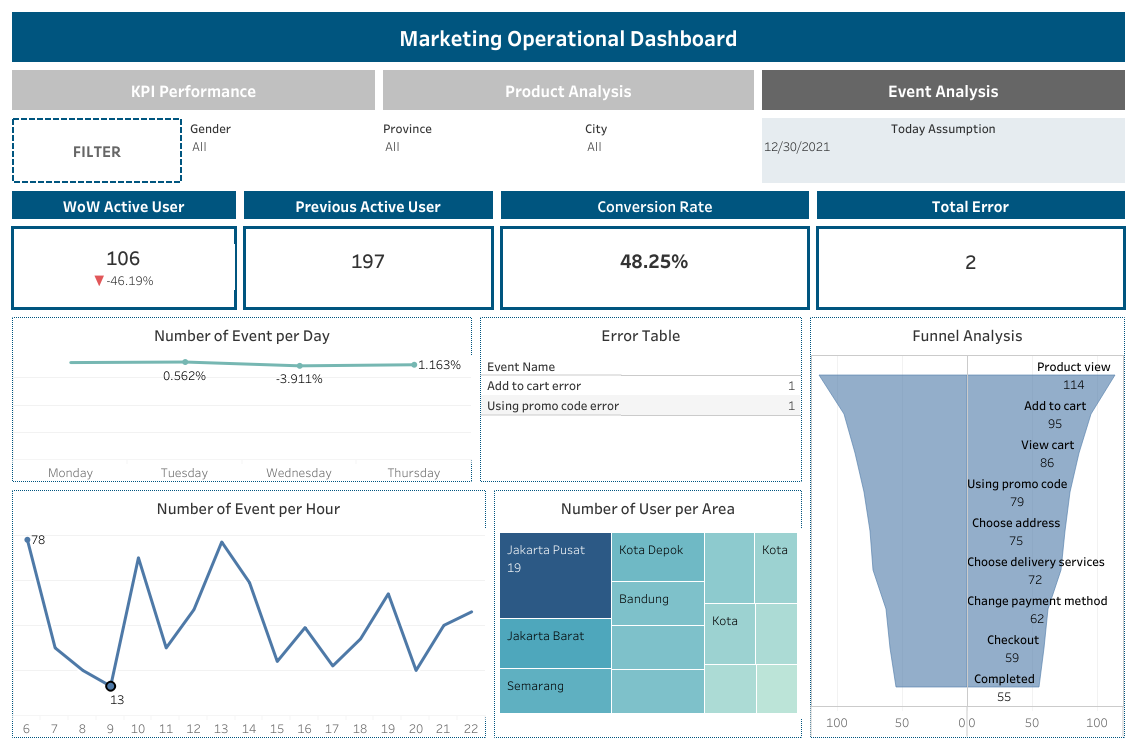 Marketing Operational Dashboard
KPI Performance
Product Analysis
Event Analysis
FILTER
Gender
All
Province
All
City
All
Today Assumption
12/30/2021
WoW Active User
Previous Active User
Conversion Rate
Total Error
106
▼-46.19%
197
48.25%
2
Number of Event per Day
0.562%
-3.911%
1.163%
Monday
Tuesday
Wednesday
Thursday
Error Table
Event Name
Add to cart error 1
Using promo code error 1
Funnel Analysis
Product view
114
Add to cart
95
View cart
86
Using promo code
79
Choose address
75
Choose delivery services
72
Change payment method
62
Checkout
59
Completed
55
100 50 0 0 50 100
Number of Event per Hour
78
13
6 7 8 9 10 11 12 13 14 15 16 17 18 19 20 21 22
Number of User per Area
Jakarta Pusat
19
Jakarta Barat
Semarang
Kota Depok
Bandung
Kota
Kota